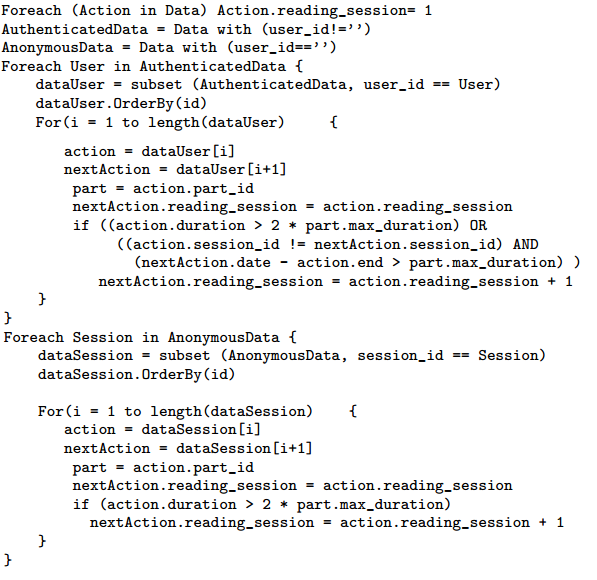 Foreach (Action in Data) Action.reading_session= 1
AuthenticatedData = Data with (user_id!='')
AnonymousData = Data with (user_id=='')
Foreach User in AuthenticatedData {
dataUser = subset (AuthenticatedData, user_id == User)
dataUser.OrderBy(id)
For(i = 1 to length(dataUser) {
action = dataUser[i]
nextAction = dataUser[i+1]
part = action.part_id
nextAction.reading_session = action.reading_session
if ((action.duration > 2 * part.max_duration) OR
((action.session_id != nextAction.session_id) AND
(nextAction.date - action.end > part.max_duration) )
nextAction.reading_session = action.reading_session + 1
}
}
Foreach Session in AnonymousData {
dataSession = subset (AnonymousData, session_id == Session)
dataSession.OrderBy(id)
For(i = 1 to length(dataSession) {
action = dataSession[i]
nextAction = dataSession[i+1]
part = action.part_id
nextAction.reading_session = action.reading_session
if (action.duration > 2 * part.max_duration)
nextAction.reading_session = action.reading_session + 1
}
}